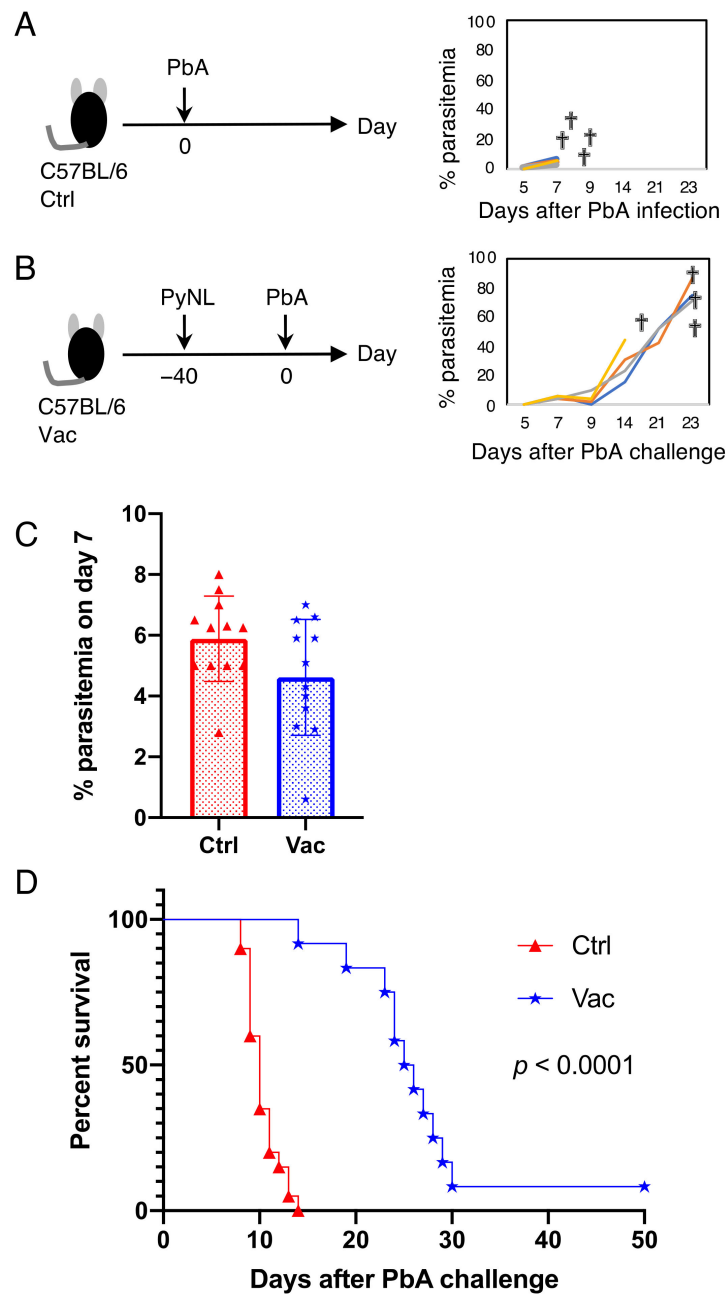 A
PbA
0
Day
C57BL/6
Ctrl
% parasitemia
100
80
60
40
20
0
5 7 9 14 21 23
Days after PbA infection
B
PyNL PbA
−40 0
Day
C57BL/6
Vac
% parasitemia
100
80
60
40
20
0
5 7 9 14 21 23
Days after PbA challenge
C
% parasitemia on day 7
10
8
6
4
2
0
Ctrl Vac
D
Percent survival
100
50
0
0 10 20 30 40 50
Days after PbA challenge
Ctrl
Vac
p < 0.0001